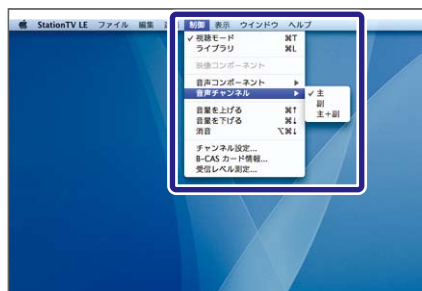 StationTV LE ファイル 編集 制御 表示 ウインドウ ヘルプ
✓ 視聴モード ⌘T
ライブラリ ⌘L
映像コンポーネント
音声コンポーネント ▶
音声チャンネル ▶
✓ 主
副
主+副
音量を上げる ⌘↑
音量を下げる ⌘↓
消音 ⌥⌘↓
チャンネル設定...
B-CAS カード情報...
受信レベル測定...